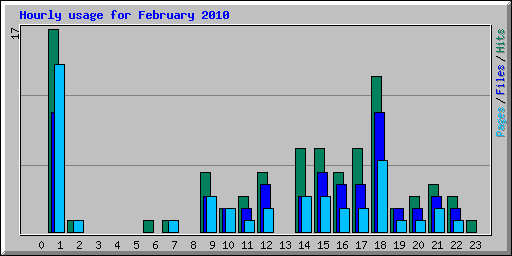 Hourly usage for February 2010
17
Pages / Files / Hits
0 1 2 3 4 5 6 7 8 9 10 11 12 13 14 15 16 17 18 19 20 21 22 23